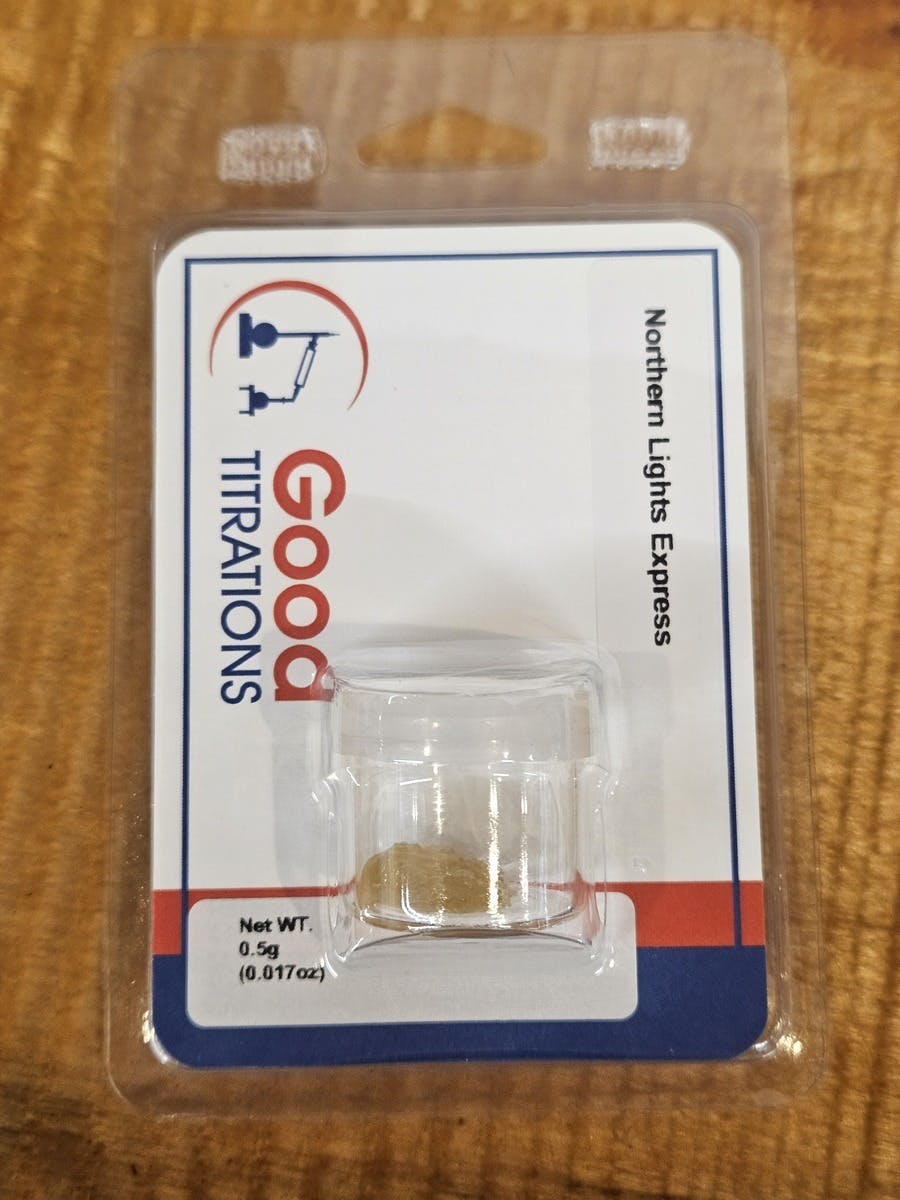 Northern Lights Express
Good
TITRATIONS
Net WT.
0.5g
(0.017oz)